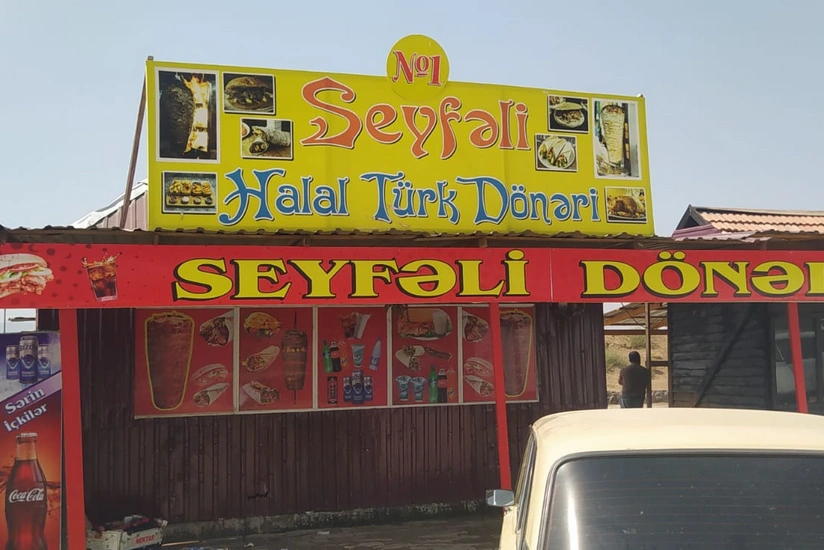 №1
Seyfəli
Halal Türk Dönəri
SEYFƏLİ DÖNƏ
Sərin
İçkilər
Coca-Cola